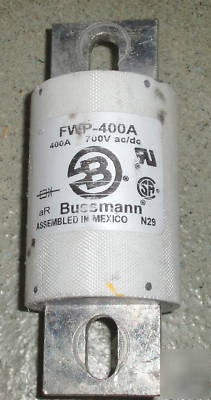 FWP-400A
400A 700V ac/dc
B
aR Bussmann
ASSEMBLED IN MEXICO N29